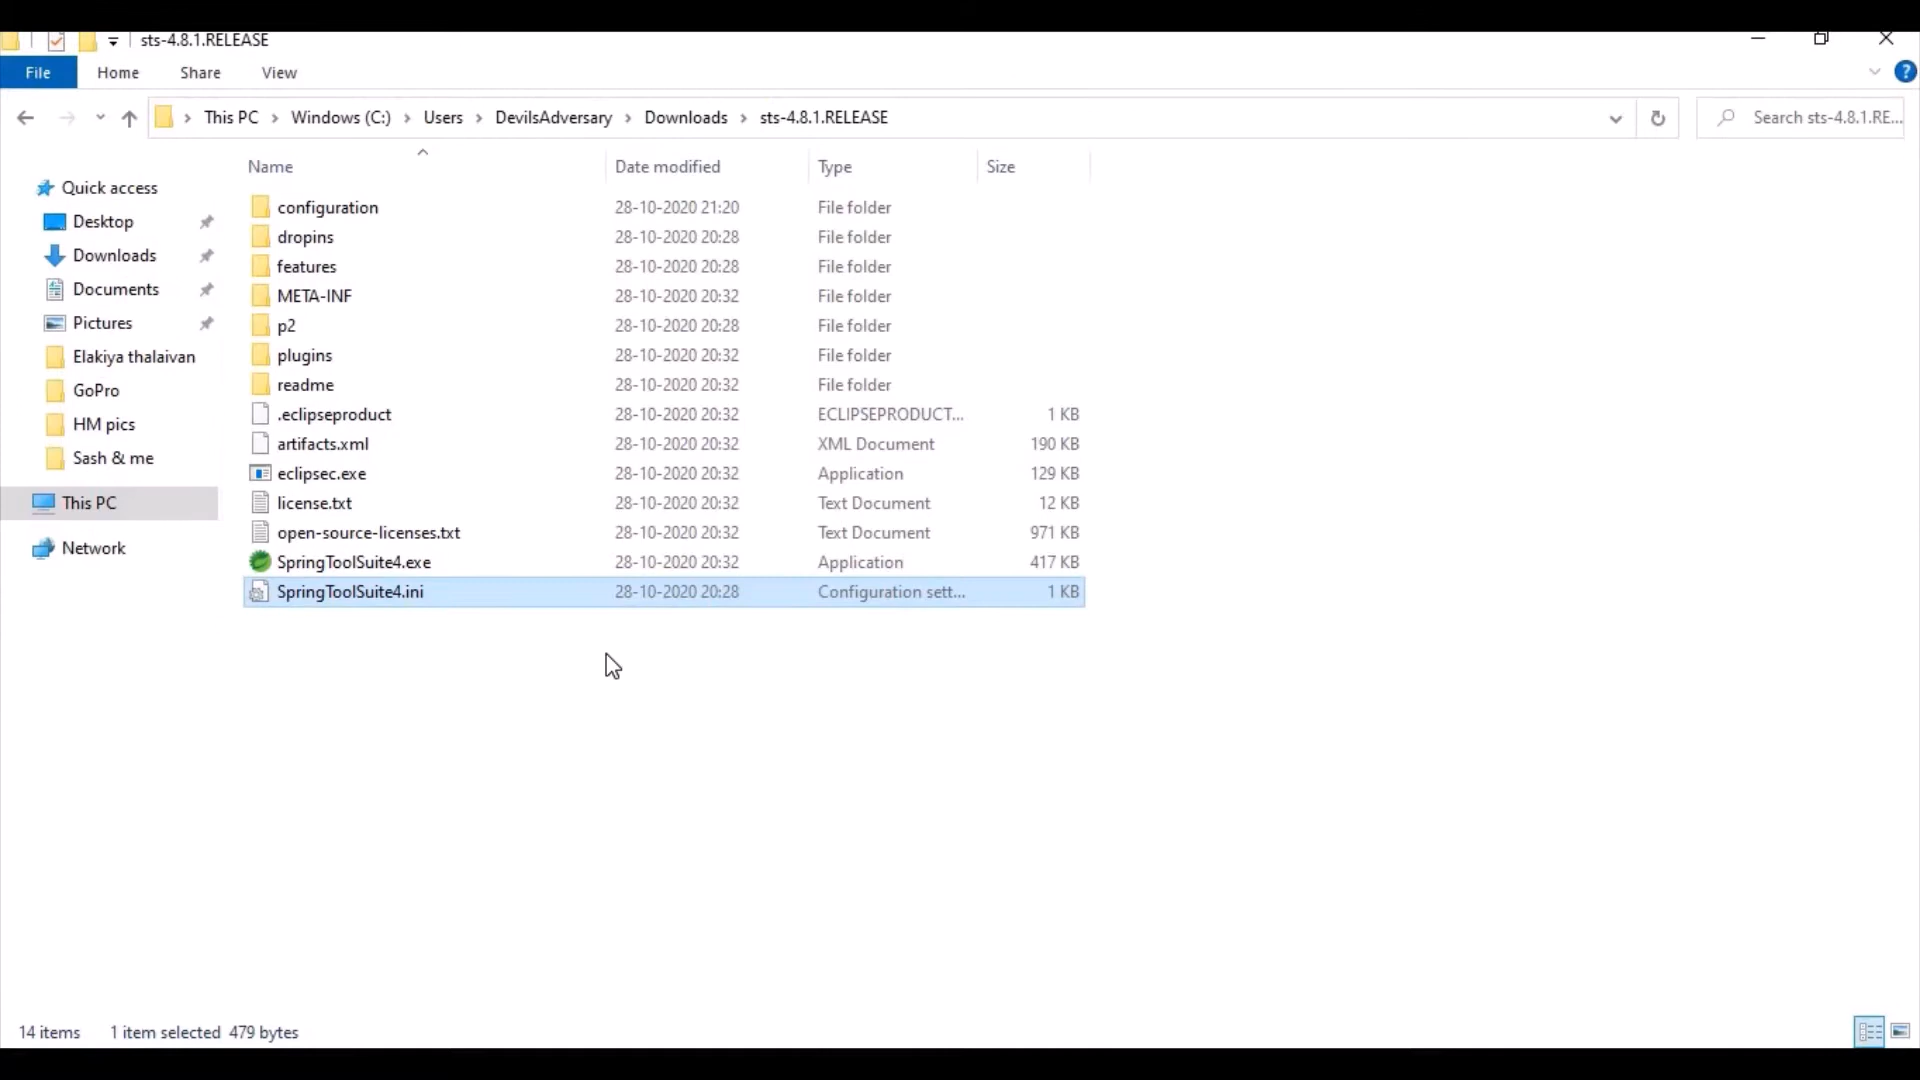 sts-4.8.1.RELEASE
File Home Share View
This PC Windows (C:) Users DevilsAdversary Downloads sts-4.8.1.RELEASE Search sts-4.8.1.RE...
Name Date modified Type Size
Quick access
Desktop
Downloads
Documents
Pictures
Elakiya thalaivan
GoPro
HM pics
Sash & me
This PC
Network
configuration 28-10-2020 21:20 File folder
dropins 28-10-2020 20:28 File folder
features 28-10-2020 20:28 File folder
META-INF 28-10-2020 20:32 File folder
p2 28-10-2020 20:28 File folder
plugins 28-10-2020 20:32 File folder
readme 28-10-2020 20:32 File folder
.eclipseproduct 28-10-2020 20:32 ECLIPSEPRODUCT... 1 KB
artifacts.xml 28-10-2020 20:32 XML Document 190 KB
eclipsec.exe 28-10-2020 20:32 Application 129 KB
license.txt 28-10-2020 20:32 Text Document 12 KB
open-source-licenses.txt 28-10-2020 20:32 Text Document 971 KB
SpringToolSuite4.exe 28-10-2020 20:32 Application 417 KB
SpringToolSuite4.ini 28-10-2020 20:28 Configuration sett... 1 KB
14 items 1 item selected 479 bytes